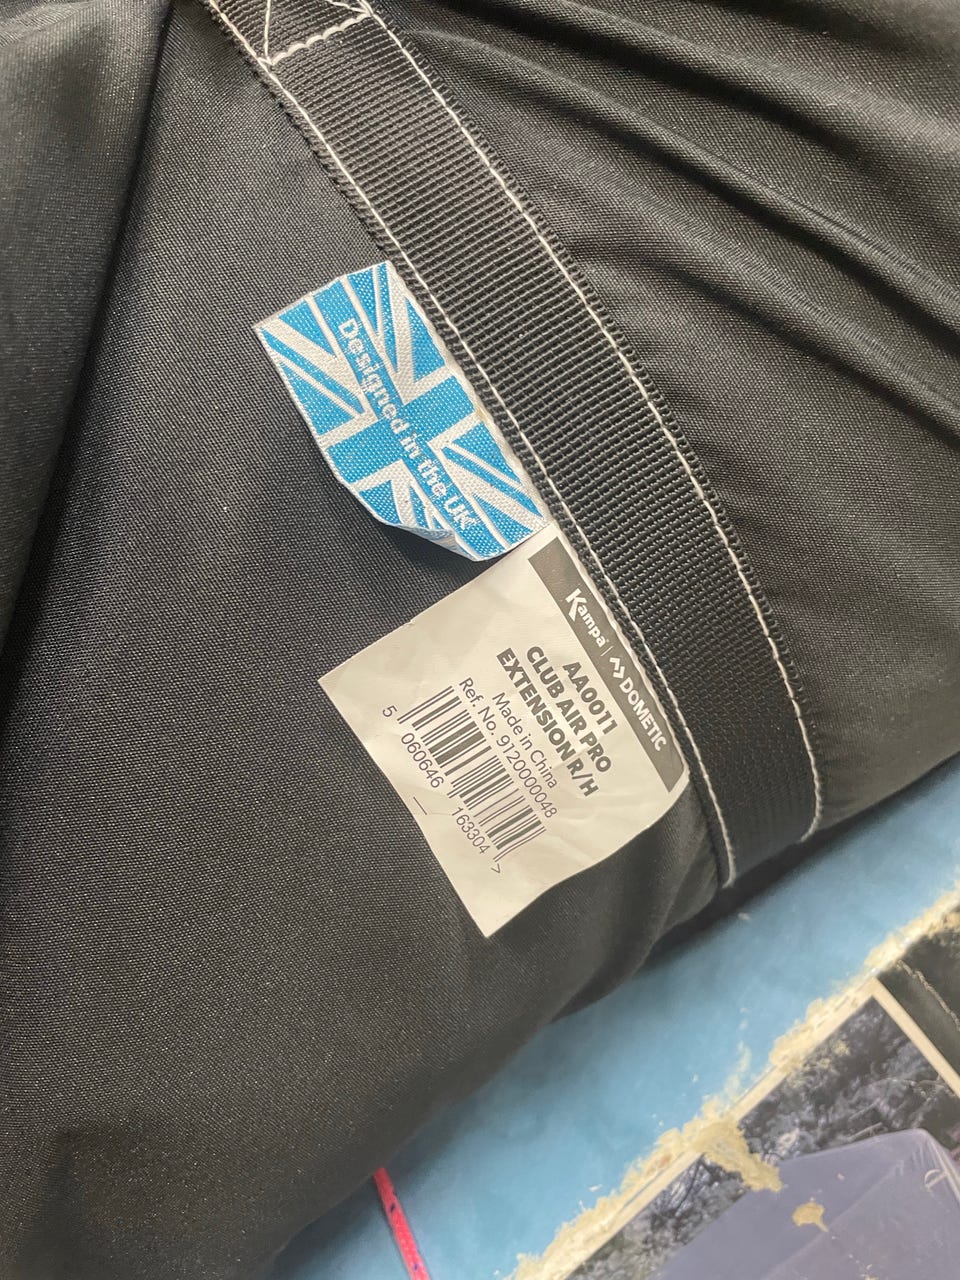 Designed in the UK
Kampa | DOMETIC
AA0011
CLUB AIR PRO
EXTENSION R/H
Made in China
Ref. No. 9120000048
5 060646 163304 >